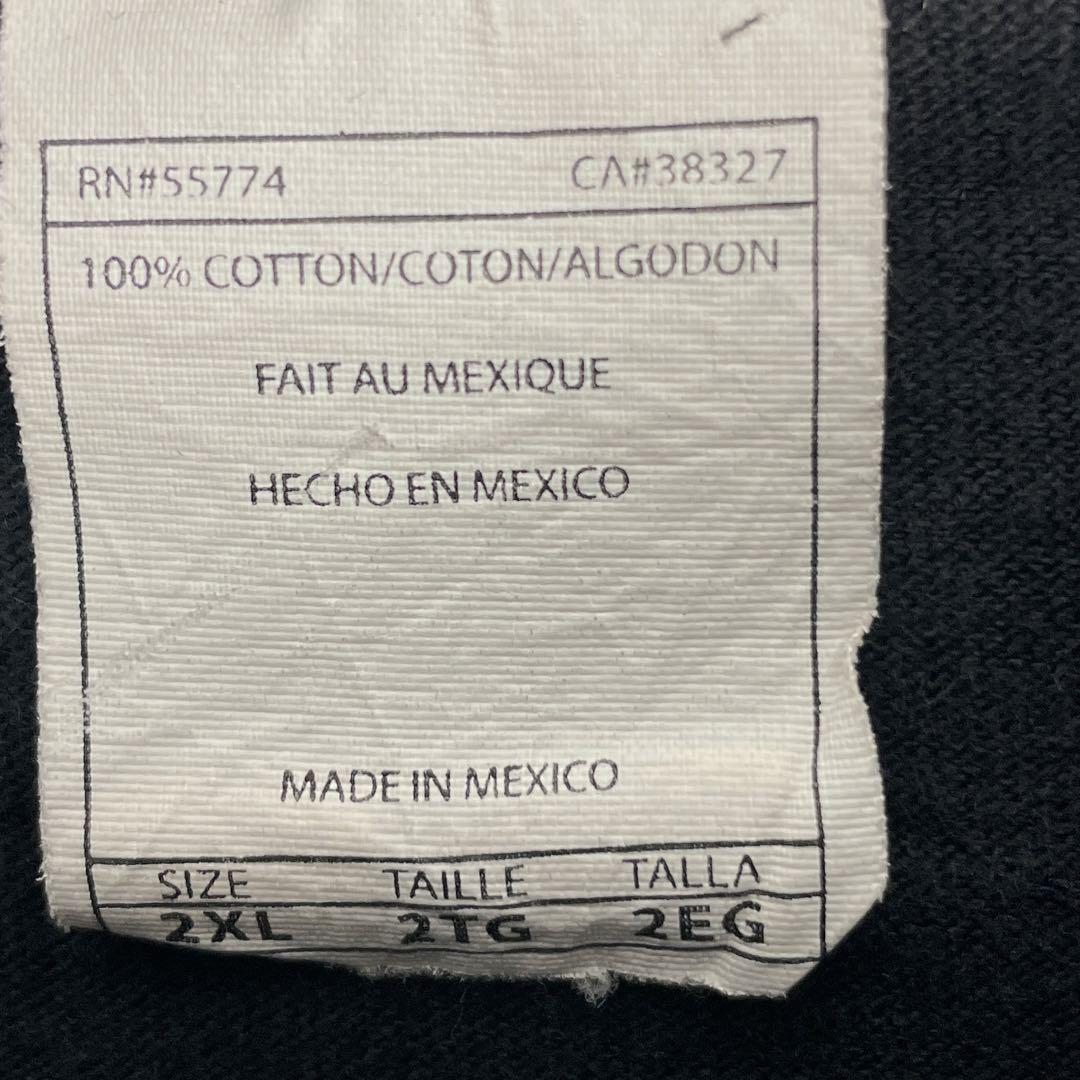 RN#55774 CA#38327
100% COTTON/COTON/ALGODON
FAIT AU MEXIQUE
HECHO EN MEXICO
MADE IN MEXICO
SIZE TAILLE TALLA
2XL 2TG 2EG